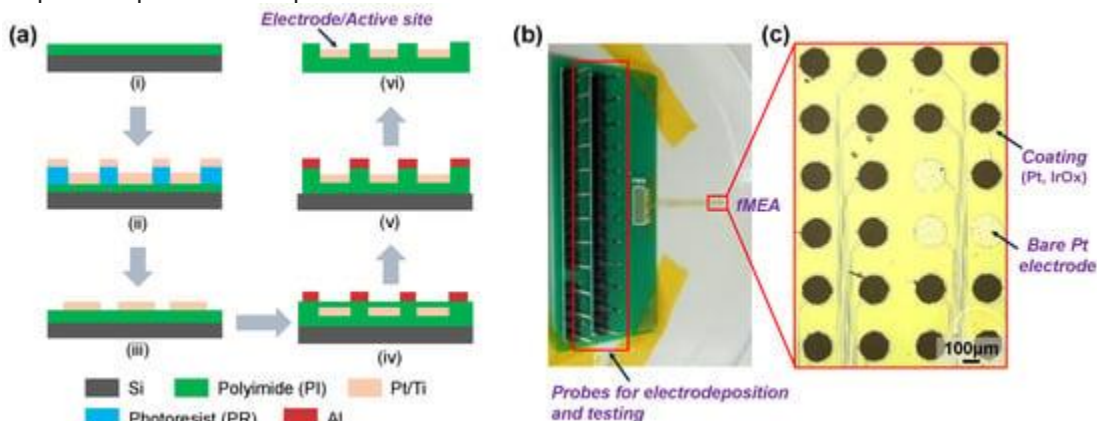 (a)
Electrode/Active site
(i)
(ii)
(iii)
(iv)
(v)
(vi)
Si
Polyimide (PI)
Pt/Ti
Photoresist (PR)
Al
(b)
fMEA
Probes for electrodeposition
and testing
(c)
Coating
(Pt, IrOx)
Bare Pt
electrode
100µm